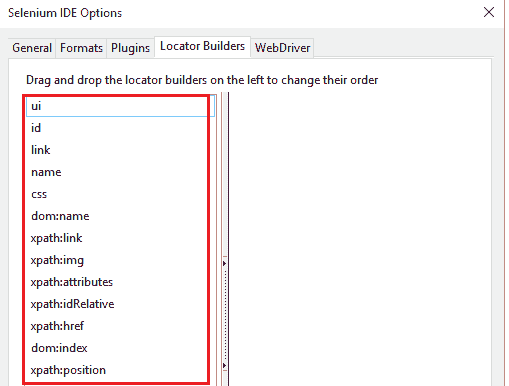 Selenium IDE Options
General Formats Plugins Locator Builders WebDriver
Drag and drop the locator builders on the left to change their order
ui
id
link
name
css
dom:name
xpath:link
xpath:img
xpath:attributes
xpath:idRelative
xpath:href
dom:index
xpath:position